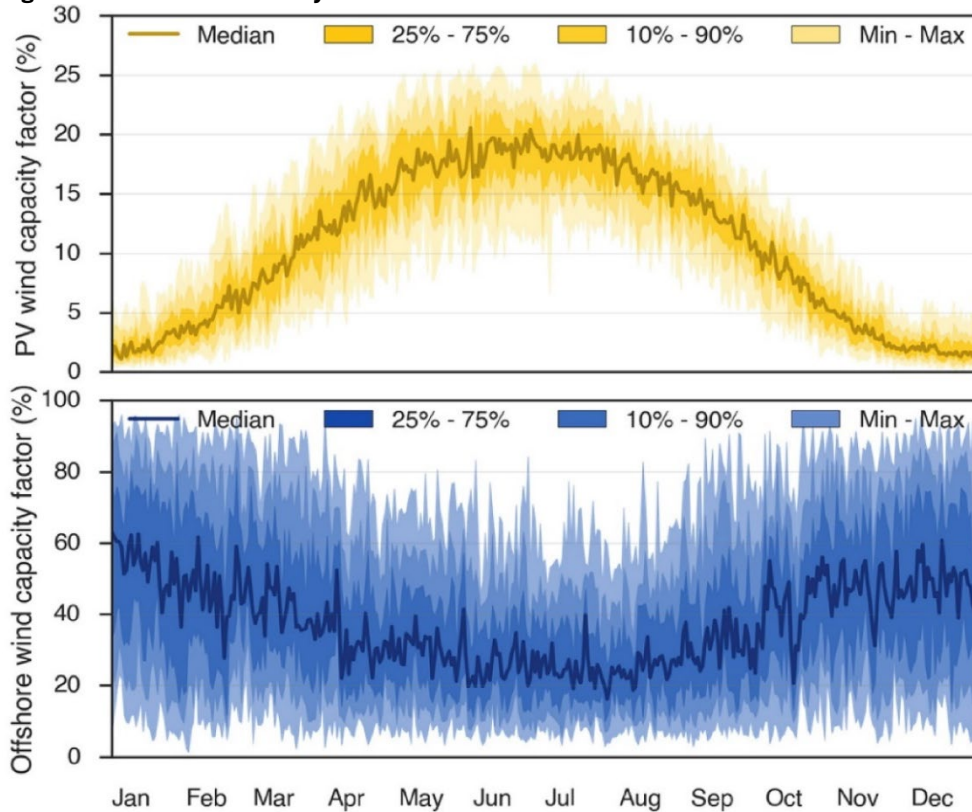 30
Median 25% - 75% 10% - 90% Min - Max
25
20
15
10
5
0
PV wind capacity factor (%)
100
Median 25% - 75% 10% - 90% Min - Max
80
60
40
20
0
Offshore wind capacity factor (%)
Jan Feb Mar Apr May Jun Jul Aug Sep Oct Nov Dec